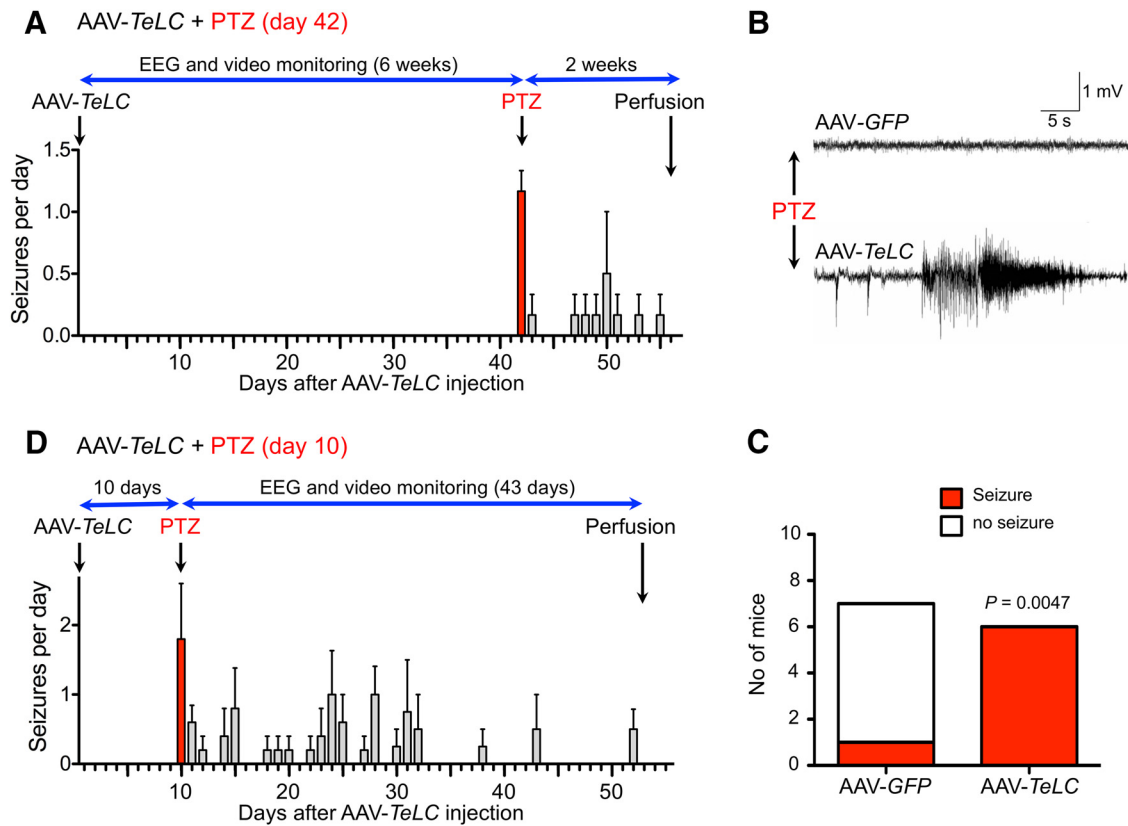 A AAV-TeLC + PTZ (day 42)
EEG and video monitoring (6 weeks) 2 weeks
AAV-TeLC PTZ Perfusion
Seizures per day
1.5
1.0
0.5
0.0
10 20 30 40 50
Days after AAV-TeLC injection
B
1 mV
5 s
AAV-GFP
PTZ
AAV-TeLC
D AAV-TeLC + PTZ (day 10)
10 days EEG and video monitoring (43 days)
AAV-TeLC PTZ Perfusion
Seizures per day
2
1
0
10 20 30 40 50
Days after AAV-TeLC injection
C
Seizure
no seizure
No of mice
10
8
6
4
2
0
P = 0.0047
AAV-GFP AAV-TeLC